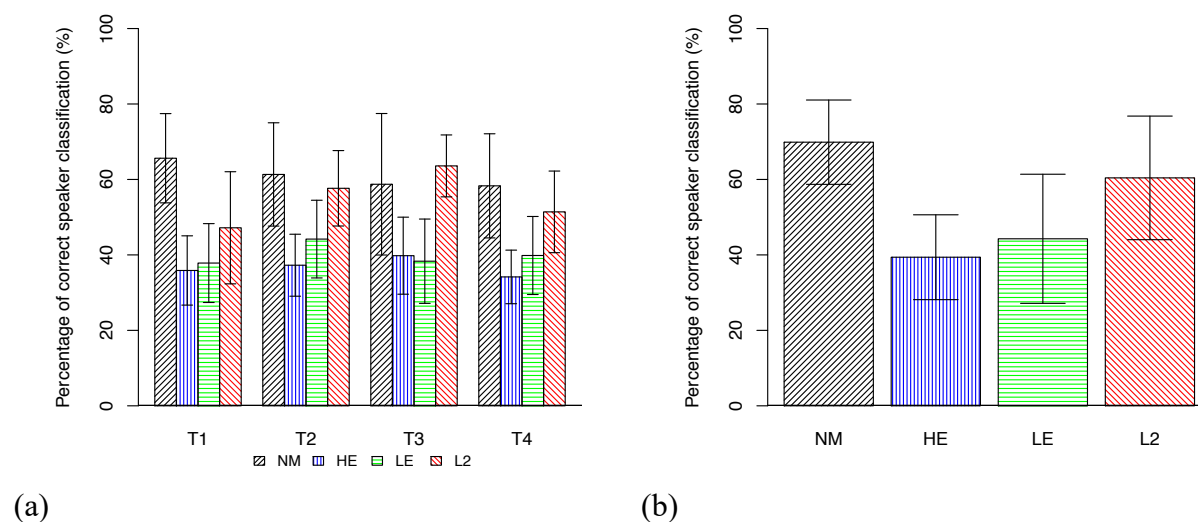 Percentage of correct speaker classification (%)
100
80
60
40
20
0
T1 T2 T3 T4
NM HE LE L2
(a)
Percentage of correct speaker classification (%)
100
80
60
40
20
0
NM HE LE L2
(b)